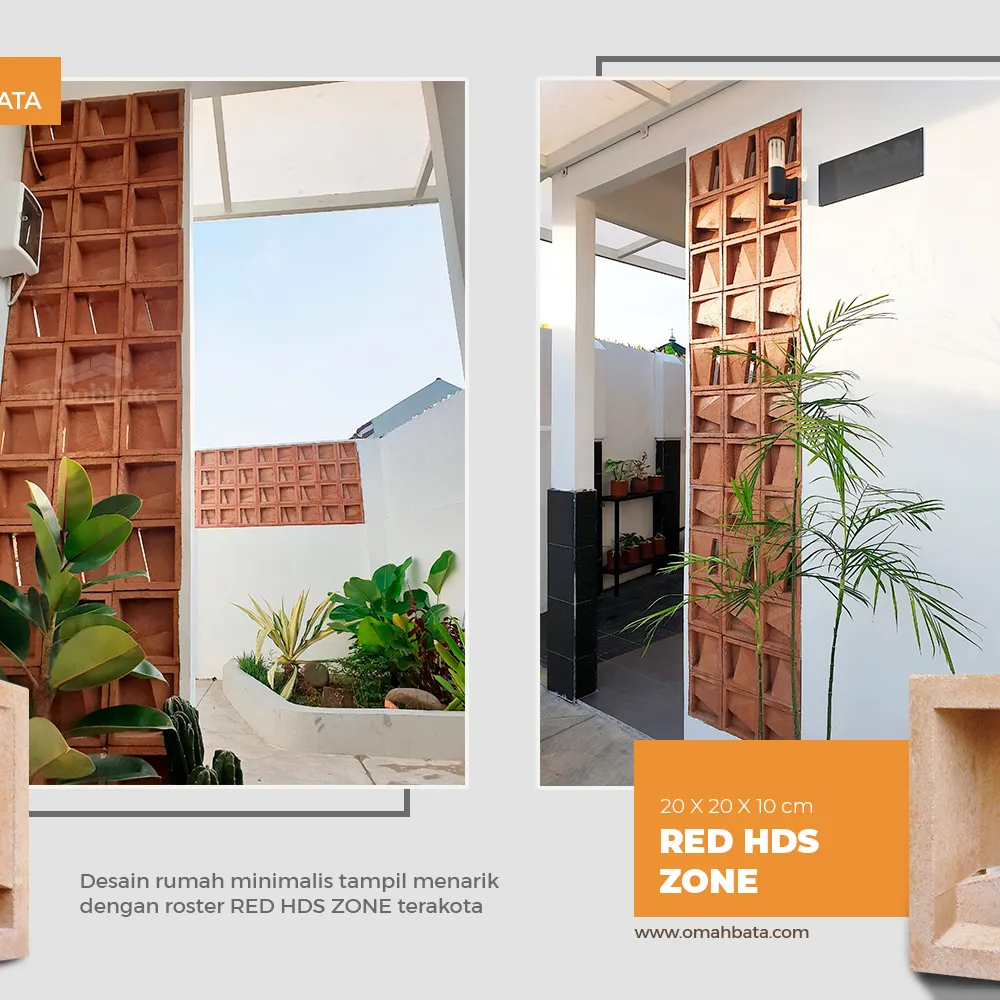 ATA
omahbata
20 X 20 X 10 cm
RED HDS
ZONE
Desain rumah minimalis tampil menarik
dengan roster RED HDS ZONE terakota
www.omahbata.com